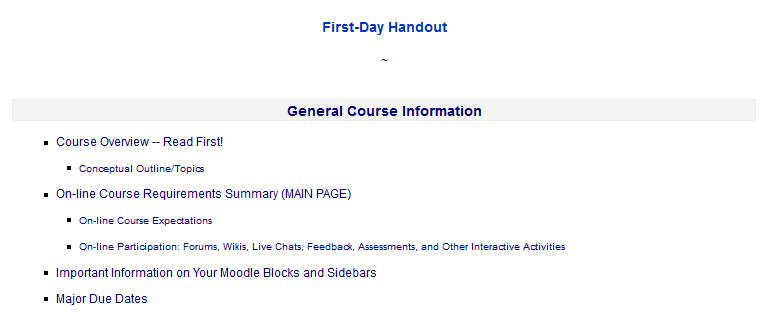 First-Day Handout
~
General Course Information
Course Overview -- Read First!
Conceptual Outline/Topics
On-line Course Requirements Summary (MAIN PAGE)
On-line Course Expectations
On-line Participation: Forums, Wikis, Live Chats, Feedback, Assessments, and Other Interactive Activities
Important Information on Your Moodle Blocks and Sidebars
Major Due Dates